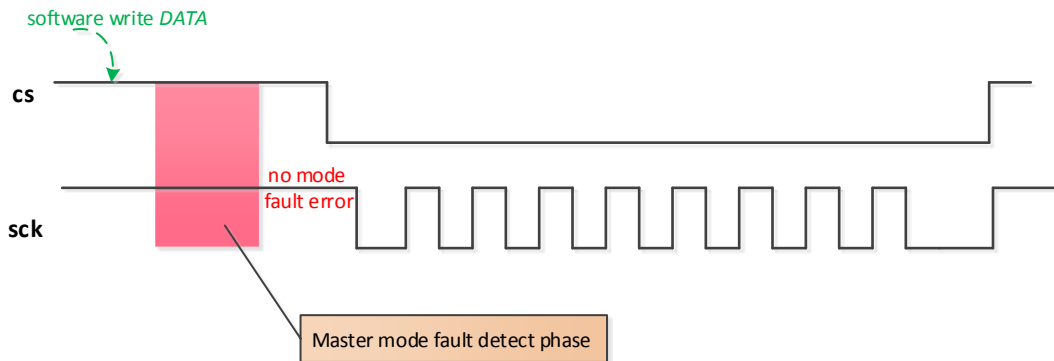 software write DATA
cs
no mode
fault error
sck
Master mode fault detect phase